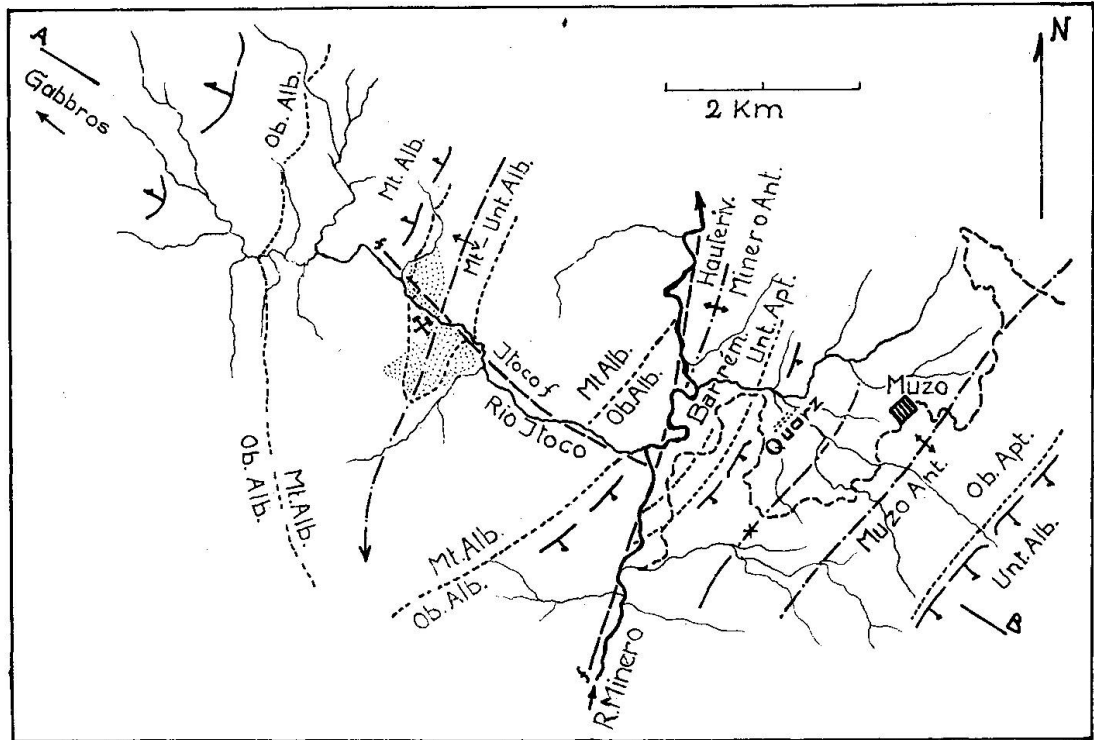 A
Gabbros
N
2 Km
Ob. Alb.
Mt. Alb.
Mt.- Unt. Alb.
Hauteriv.
Minero Ant.
Barrêm.
Unt. Apt.
Mt. Alb.
Ob. Alb.
Jtoco f
Rio Jtoco
Quarz
Muzo
Muzo Ant.
Ob. Apt.
Unt. Alb.
B
Ob. Alb.
Mt. Alb.
Mt. Alb.
Ob. Alb.
f
f
R. Minero